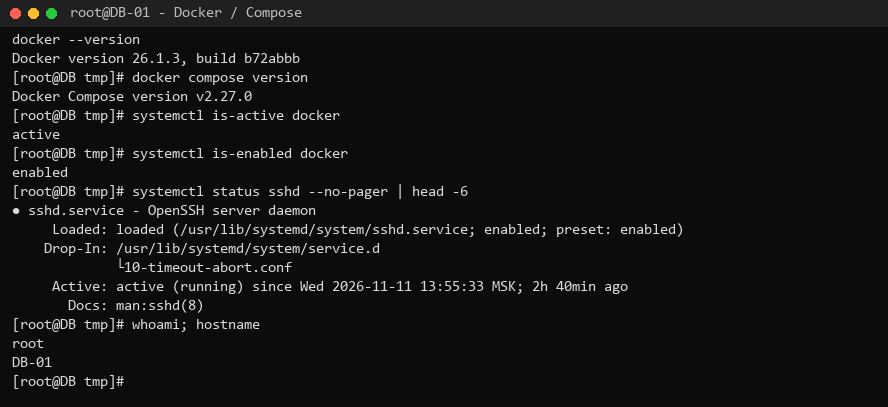 root@DB-01 - Docker / Compose
docker --version
Docker version 26.1.3, build b72abbb
[root@DB tmp]# docker compose version
Docker Compose version v2.27.0
[root@DB tmp]# systemctl is-active docker
active
[root@DB tmp]# systemctl is-enabled docker
enabled
[root@DB tmp]# systemctl status sshd --no-pager | head -6
● sshd.service - OpenSSH server daemon
     Loaded: loaded (/usr/lib/systemd/system/sshd.service; enabled; preset: enabled)
    Drop-In: /usr/lib/systemd/system/service.d
             └10-timeout-abort.conf
     Active: active (running) since Wed 2026-11-11 13:55:33 MSK; 2h 40min ago
       Docs: man:sshd(8)
[root@DB tmp]# whoami; hostname
root
DB-01
[root@DB tmp]#